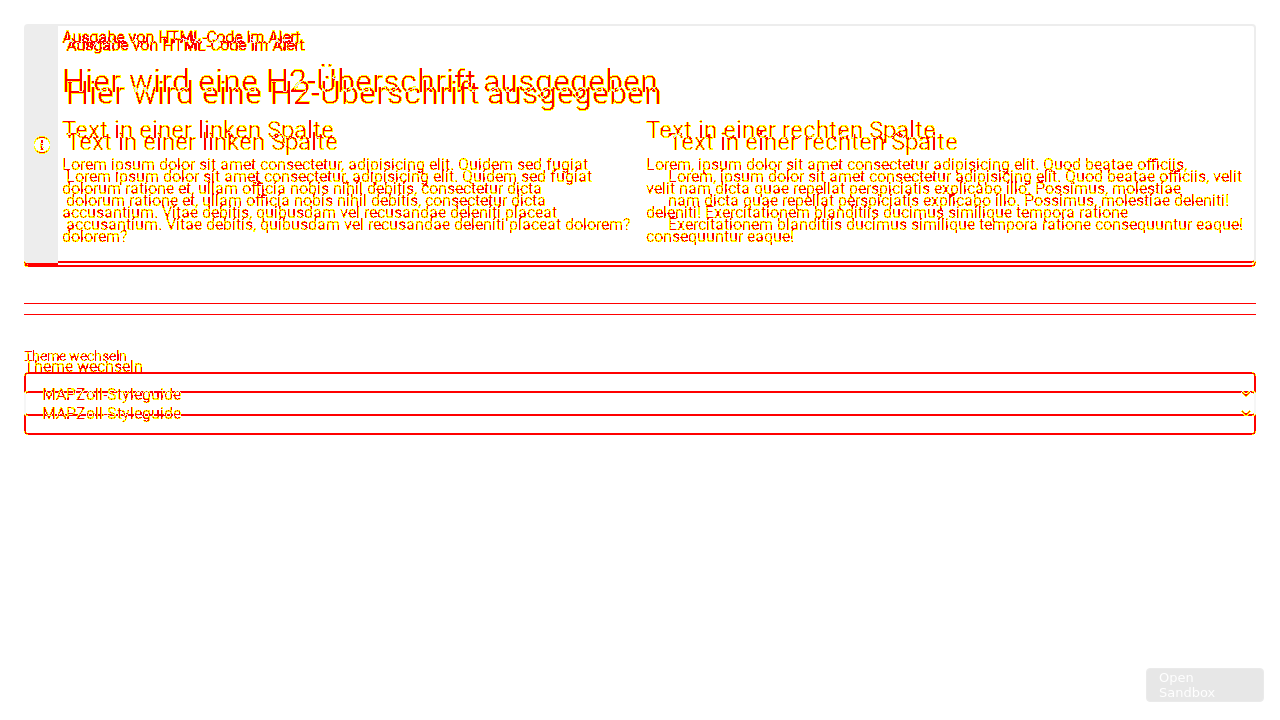 Ausgabe von HTML-Code im Alert
Ausgabe von HTML-Code im Alert
Hier wird eine H2-Überschrift ausgegeben
Hier wird eine H2-Überschrift ausgegeben
Text in einer linken Spalte
Text in einer linken Spalte
Lorem ipsum dolor sit amet consectetur, adipisicing elit. Quidem sed fugiat
Lorem ipsum dolor sit amet consectetur, adipisicing elit. Quidem sed fugiat
dolorum ratione et, ullam officia nobis nihil debitis, consectetur dicta
dolorum ratione et, ullam officia nobis nihil debitis, consectetur dicta
accusantium. Vitae debitis, quibusdam vel recusandae deleniti placeat
accusantium. Vitae debitis, quibusdam vel recusandae deleniti placeat dolorem?
dolorem?
Text in einer rechten Spalte
Text in einer rechten Spalte
Lorem, ipsum dolor sit amet consectetur adipisicing elit. Quod beatae officiis,
Lorem, ipsum dolor sit amet consectetur adipisicing elit. Quod beatae officiis, velit
velit nam dicta quae repellat perspiciatis explicabo illo. Possimus, molestiae
nam dicta quae repellat perspiciatis explicabo illo. Possimus, molestiae deleniti!
deleniti! Exercitationem blanditiis ducimus similique tempora ratione
Exercitationem blanditiis ducimus similique tempora ratione consequuntur eaque!
consequuntur eaque!
Theme wechseln
Theme wechseln
MAPZoll-Styleguide
MAPZoll-Styleguide
Open
Sandbox